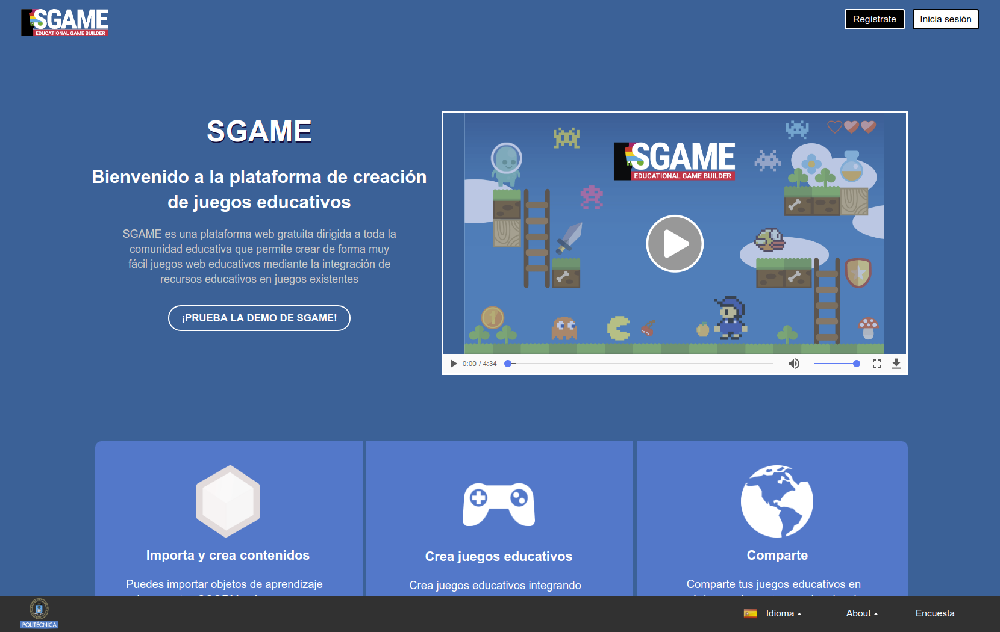 SGAME
EDUCATIONAL GAME BUILDER
Regístrate
Inicia sesión
SGAME
Bienvenido a la plataforma de creación
de juegos educativos
SGAME es una plataforma web gratuita dirigida a toda la
comunidad educativa que permite crear de forma muy
fácil juegos web educativos mediante la integración de
recursos educativos en juegos existentes
¡PRUEBA LA DEMO DE SGAME!
SGAME
EDUCATIONAL GAME BUILDER
1
0:00 / 4:34
Importa y crea contenidos
Puedes importar objetos de aprendizaje
Crea juegos educativos
Crea juegos educativos integrando
Comparte
Comparte tus juegos educativos en
POLITÉCNICA
Idioma
About
Encuesta